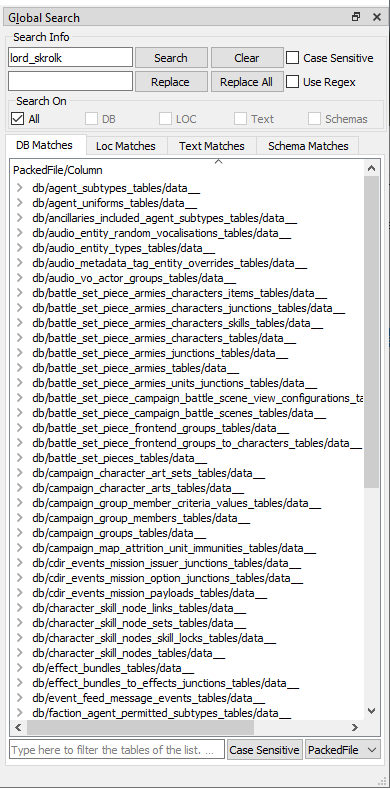 Global Search
Search Info
lord_skrolk Search Clear Case Sensitive
Replace Replace All Use Regex
Search On
All DB LOC Text Schemas
DB Matches Loc Matches Text Matches Schema Matches
PackedFile/Column
db/agent_subtypes_tables/data__
db/agent_uniforms_tables/data__
db/ancillaries_included_agent_subtypes_tables/data__
db/audio_entity_random_vocalisations_tables/data__
db/audio_entity_types_tables/data__
db/audio_metadata_tag_entity_overrides_tables/data__
db/audio_vo_actor_groups_tables/data__
db/battle_set_piece_armies_characters_items_tables/data__
db/battle_set_piece_armies_characters_junctions_tables/data__
db/battle_set_piece_armies_characters_skills_tables/data__
db/battle_set_piece_armies_characters_tables/data__
db/battle_set_piece_armies_junctions_tables/data__
db/battle_set_piece_armies_tables/data__
db/battle_set_piece_armies_units_junctions_tables/data__
db/battle_set_piece_campaign_battle_scene_view_configurations_ta
db/battle_set_piece_campaign_battle_scenes_tables/data__
db/battle_set_piece_frontend_groups_tables/data__
db/battle_set_piece_frontend_groups_to_characters_tables/data__
db/battle_set_pieces_tables/data__
db/campaign_character_art_sets_tables/data__
db/campaign_character_arts_tables/data__
db/campaign_group_member_criteria_values_tables/data__
db/campaign_group_members_tables/data__
db/campaign_groups_tables/data__
db/campaign_map_attrition_unit_immunities_tables/data__
db/cdir_events_mission_issuer_junctions_tables/data__
db/cdir_events_mission_option_junctions_tables/data__
db/cdir_events_mission_payloads_tables/data__
db/character_skill_node_links_tables/data__
db/character_skill_node_sets_tables/data__
db/character_skill_nodes_skill_locks_tables/data__
db/character_skill_nodes_tables/data__
db/effect_bundles_tables/data__
db/effect_bundles_to_effects_junctions_tables/data__
db/event_feed_message_events_tables/data__
db/faction_agent_permitted_subtypes_tables/data__
Type here to filter the tables of the list. ... Case Sensitive PackedFile